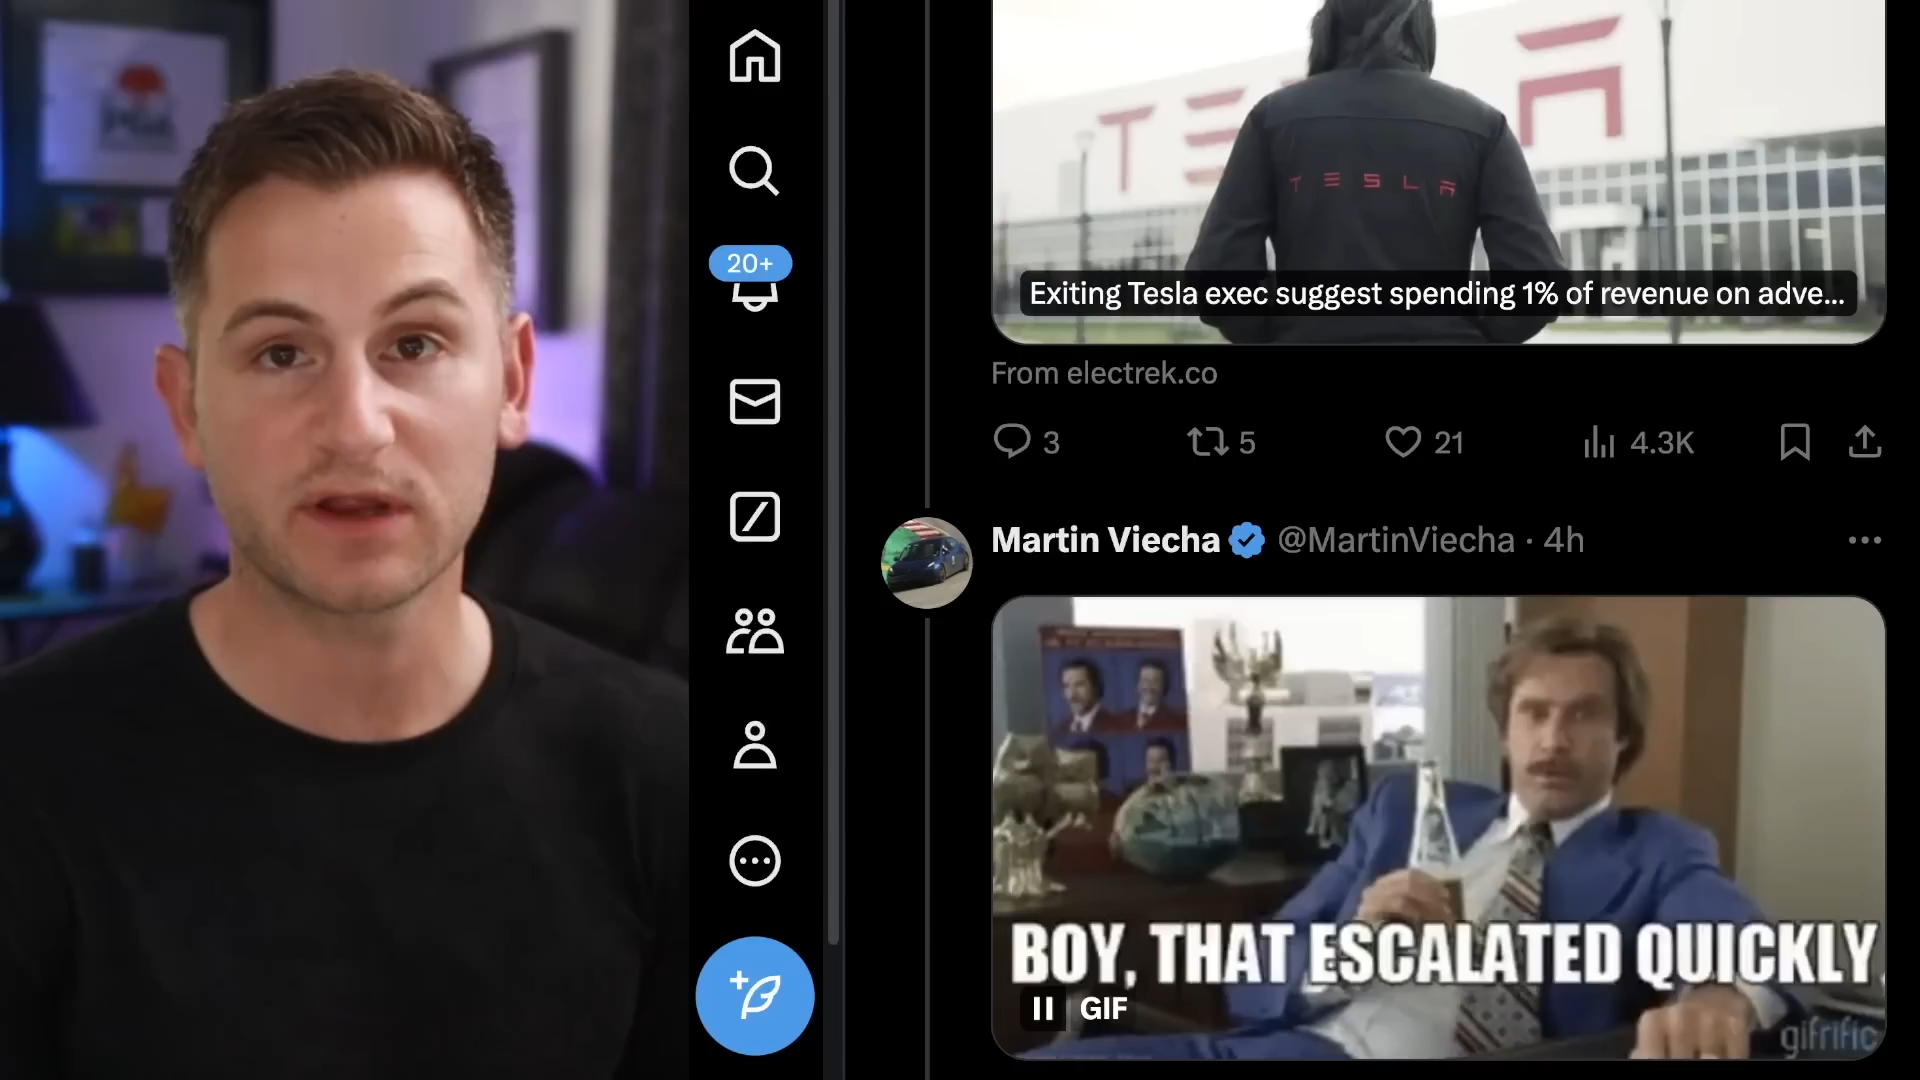 PGA
20+
TESLA
TESLA
Exiting Tesla exec suggest spending 1% of revenue on adve...
From electrek.co
3
5
21
4.3K
Martin Viecha @MartinViecha · 4h
BOY, THAT ESCALATED QUICKLY
GIF
gifrific